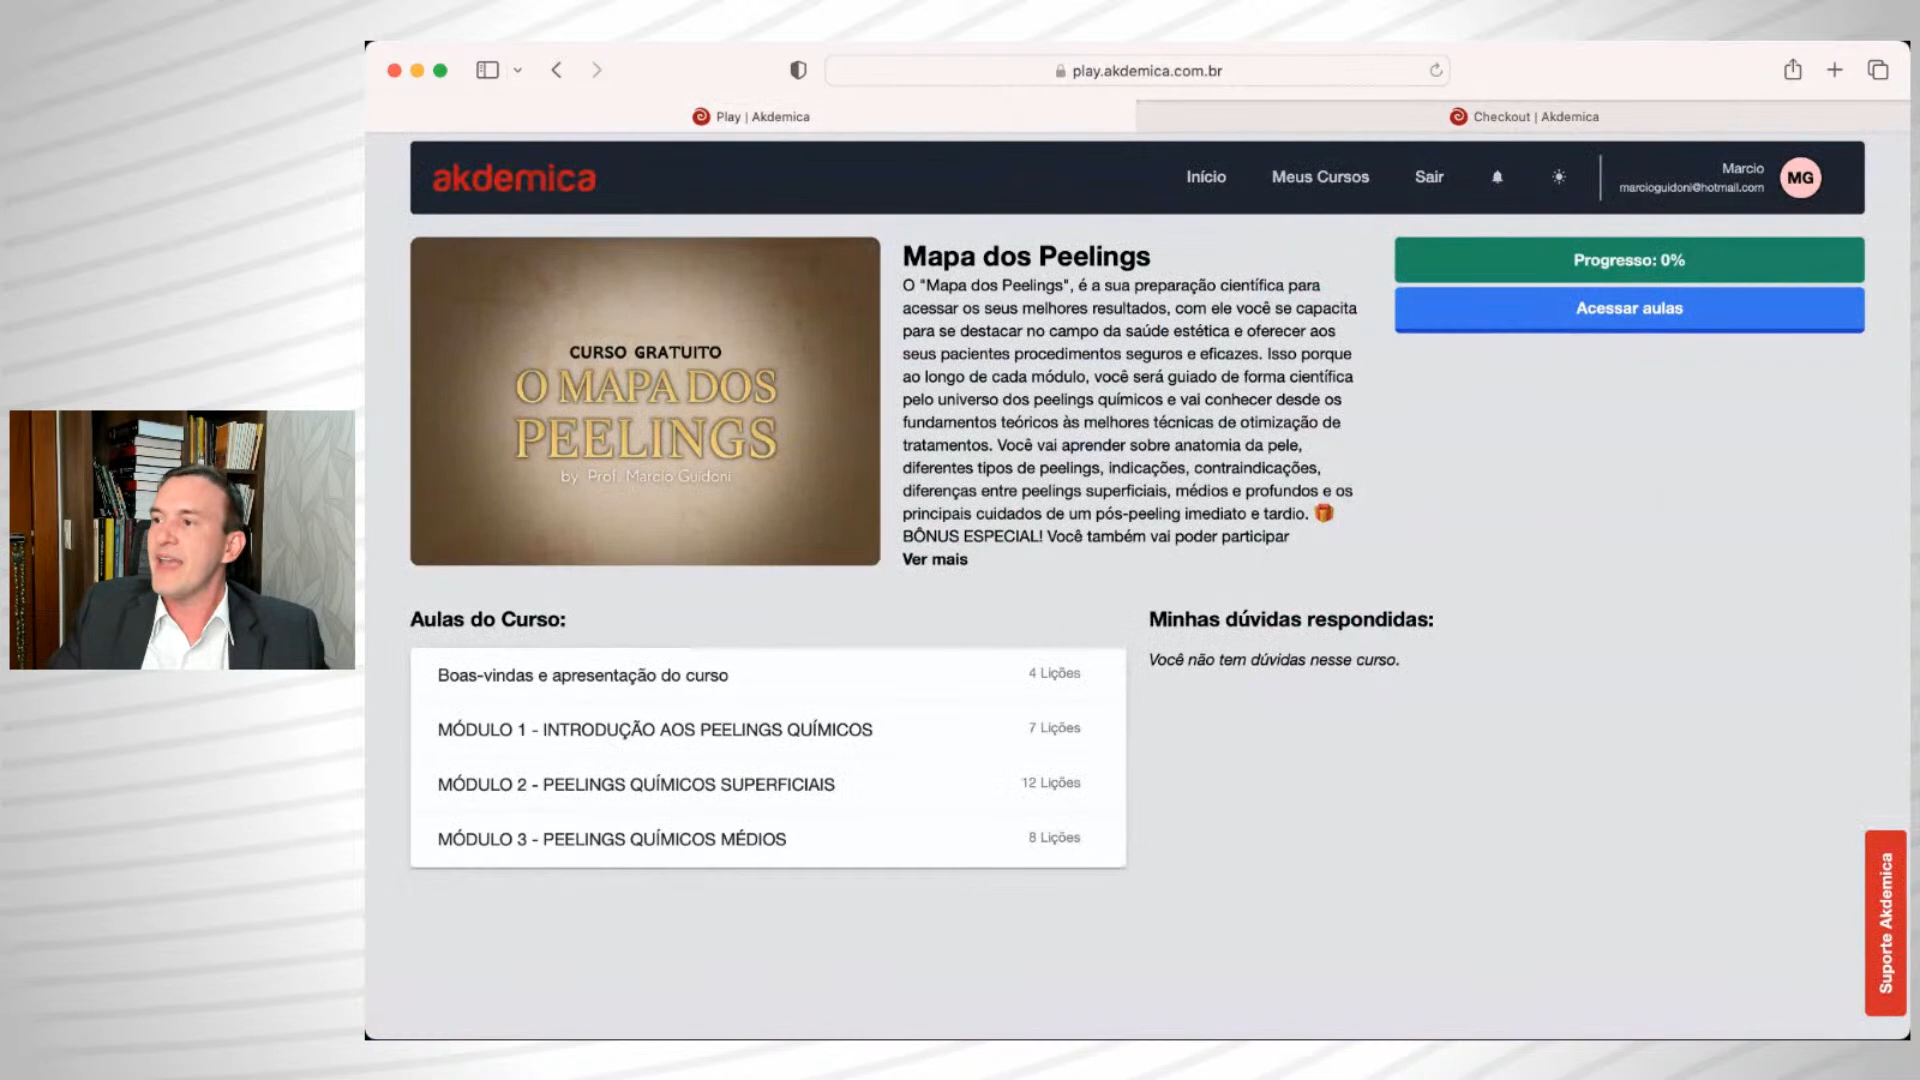 play.akdemica.com.br
Play | Akdemica
Checkout | Akdemica
akdemica
Início
Meus Cursos
Sair
Marcio
marcioguidoni@hotmail.com
MG
CURSO GRATUITO
O MAPA DOS
PEELINGS
by Prof. Marcio Guidoni
Mapa dos Peelings
O "Mapa dos Peelings", é a sua preparação científica para
acessar os seus melhores resultados, com ele você se capacita
para se destacar no campo da saúde estética e oferecer aos
seus pacientes procedimentos seguros e eficazes. Isso porque
ao longo de cada módulo, você será guiado de forma científica
pelo universo dos peelings químicos e vai conhecer desde os
fundamentos teóricos às melhores técnicas de otimização de
tratamentos. Você vai aprender sobre anatomia da pele,
diferentes tipos de peelings, indicações, contraindicações,
diferenças entre peelings superficiais, médios e profundos e os
principais cuidados de um pós-peeling imediato e tardio. 🎁
BÔNUS ESPECIAL! Você também vai poder participar
Ver mais
Progresso: 0%
Acessar aulas
Aulas do Curso:
Boas-vindas e apresentação do curso
4 Lições
MÓDULO 1 - INTRODUÇÃO AOS PEELINGS QUÍMICOS
7 Lições
MÓDULO 2 - PEELINGS QUÍMICOS SUPERFICIAIS
12 Lições
MÓDULO 3 - PEELINGS QUÍMICOS MÉDIOS
8 Lições
Minhas dúvidas respondidas:
Você não tem dúvidas nesse curso.
Suporte Akdemica